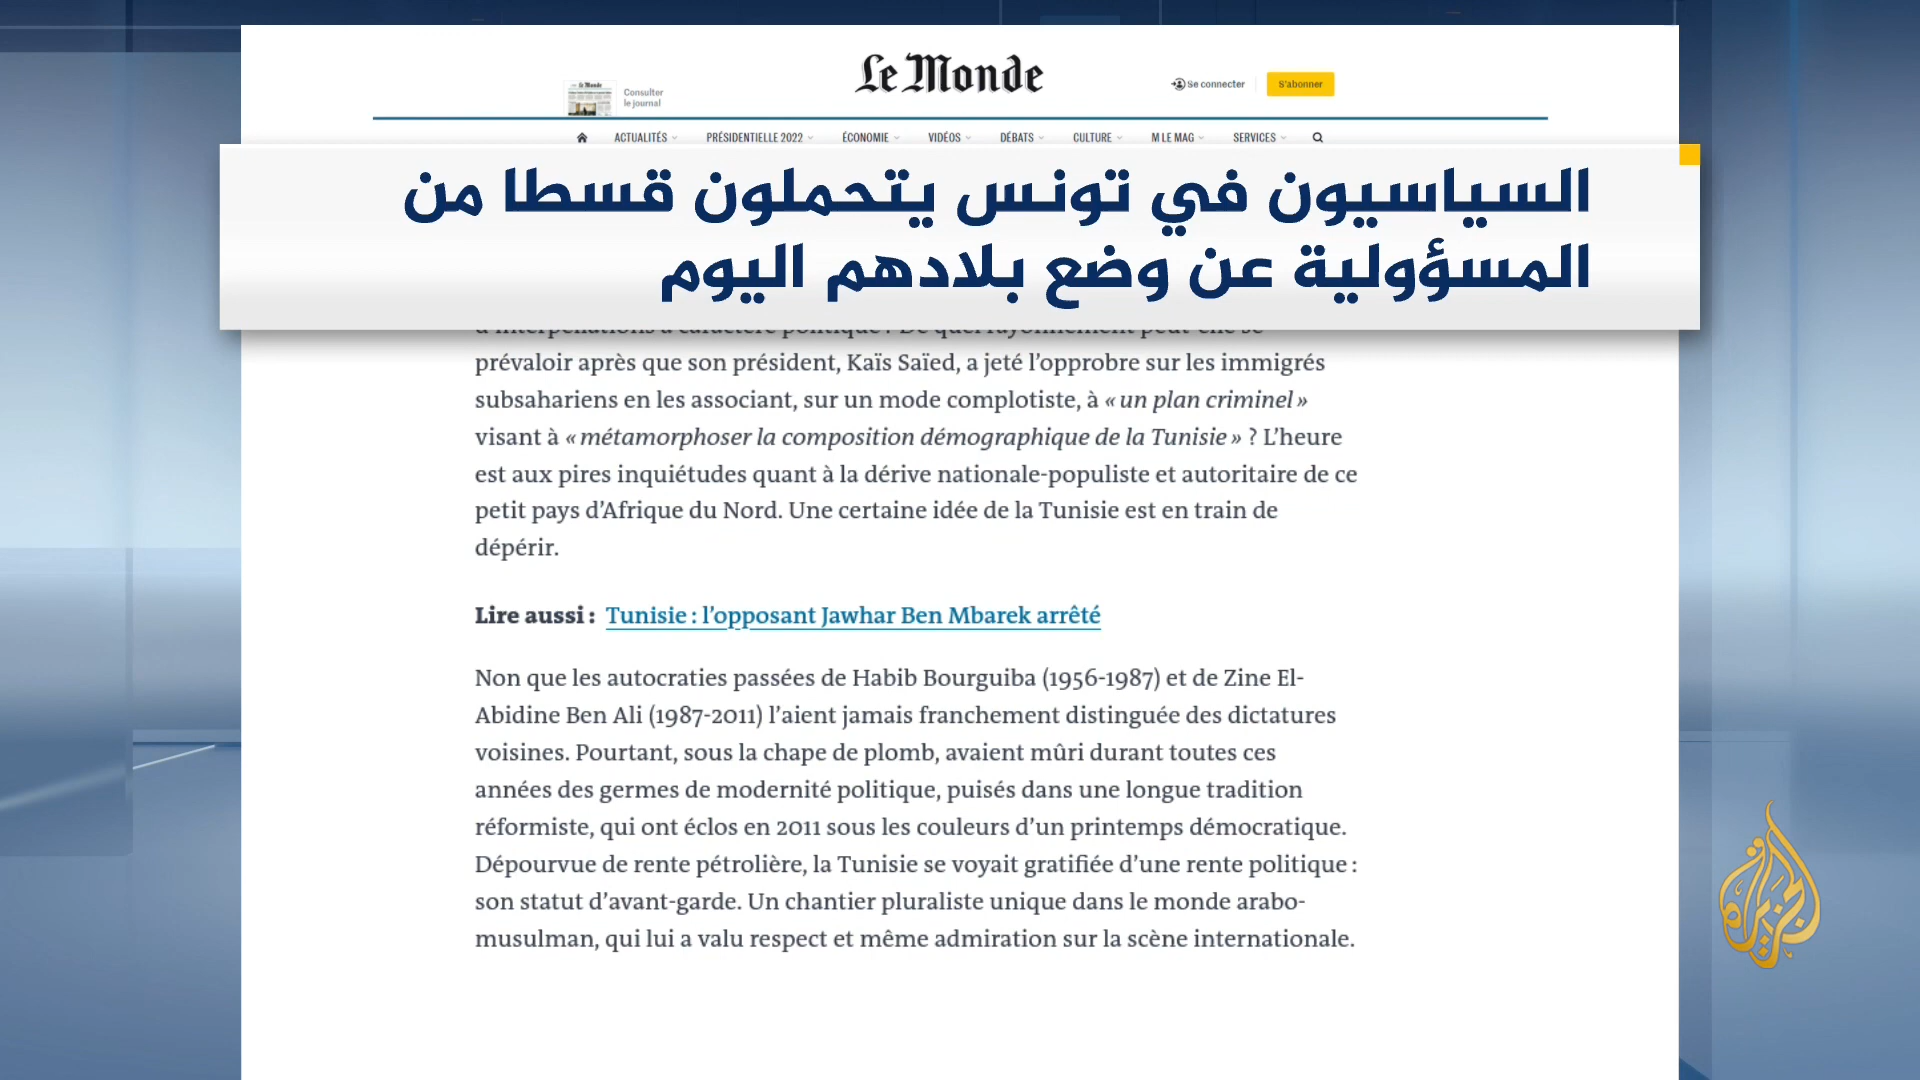 Le Monde
Consulter
le journal
Se connecter
S'abonner
ACTUALITÉS PRÉSIDENTIELLE 2022 ÉCONOMIE VIDÉOS DÉBATS CULTURE M LE MAG SERVICES
السياسيون في تونس يتحملون قسطا من
المسؤولية عن وضع بلادهم اليوم
d'interpellations à caractère politique ? De quel rayonnement peut-elle se
prévaloir après que son président, Kaïs Saïed, a jeté l’opprobre sur les immigrés
subsahariens en les associant, sur un mode complotiste, à « un plan criminel »
visant à « métamorphoser la composition démographique de la Tunisie » ? L’heure
est aux pires inquiétudes quant à la dérive nationale-populiste et autoritaire de ce
petit pays d’Afrique du Nord. Une certaine idée de la Tunisie est en train de
dépérir.
Lire aussi : Tunisie : l’opposant Jawhar Ben Mbarek arrêté
Non que les autocraties passées de Habib Bourguiba (1956-1987) et de Zine El-
Abidine Ben Ali (1987-2011) l’aient jamais franchement distinguée des dictatures
voisines. Pourtant, sous la chape de plomb, avaient mûri durant toutes ces
années des germes de modernité politique, puisés dans une longue tradition
réformiste, qui ont éclos en 2011 sous les couleurs d’un printemps démocratique.
Dépourvue de rente pétrolière, la Tunisie se voyait gratifiée d’une rente politique :
son statut d’avant-garde. Un chantier pluraliste unique dans le monde arabo-
musulman, qui lui a valu respect et même admiration sur la scène internationale.
الجزيرة